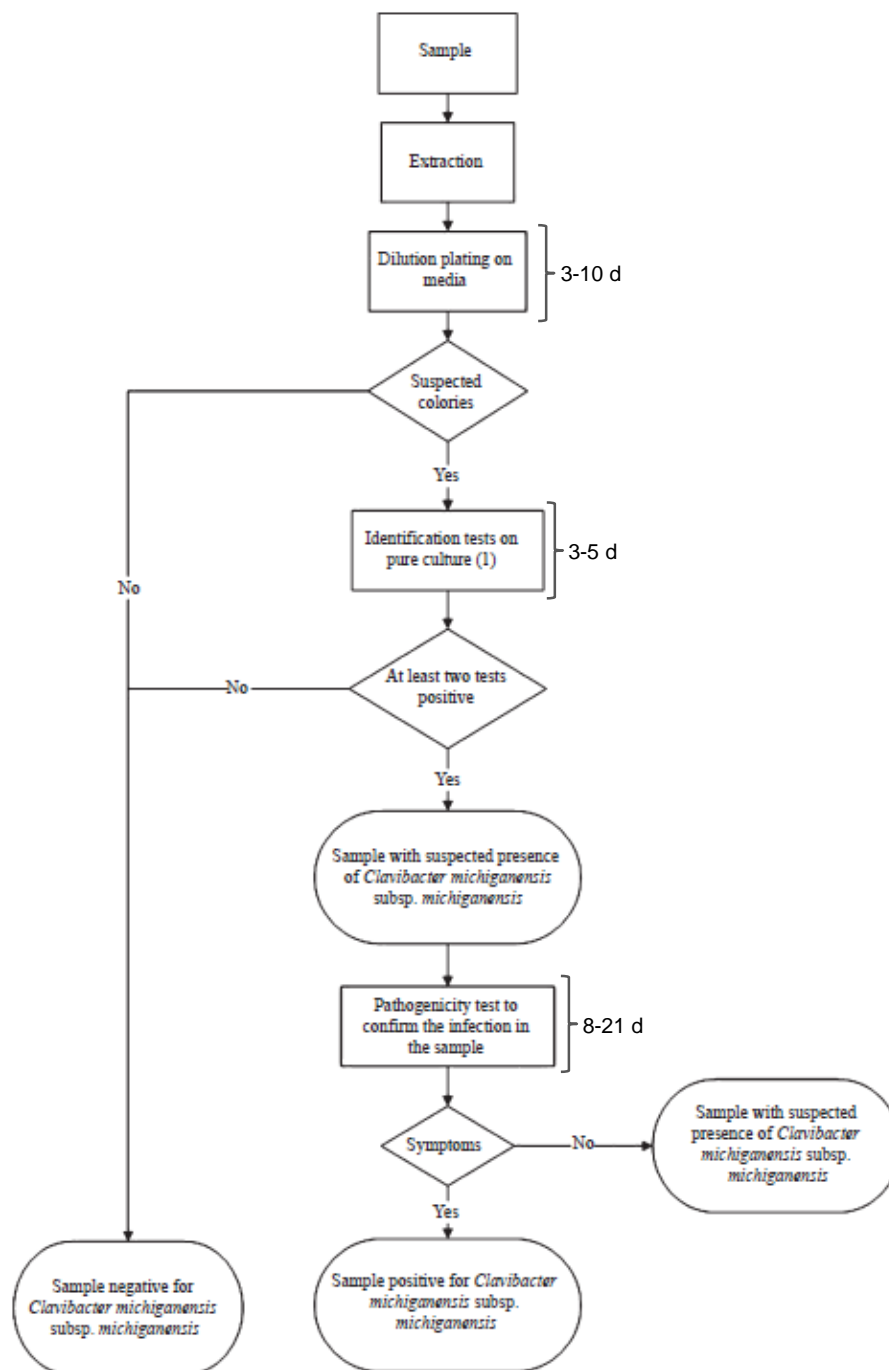 Sample
Extraction
Dilution plating on
media
3-10 d
Suspected
colories
Yes
Identification tests on
pure culture (1)
3-5 d
No
At least two tests
positive
No
Yes
Sample with suspected presence
of Clavibacter michiganensis
subsp. michiganensis
Pathogenicity test to
confirm the infection in
the sample
8-21 d
Symptoms
No
Sample with suspected
presence of Clavibacter
michiganensis subsp.
michiganensis
Yes
Sample negative for
Clavibacter michiganensis
subsp. michiganensis
Sample positive for Clavibacter
michiganensis subsp.
michiganensis